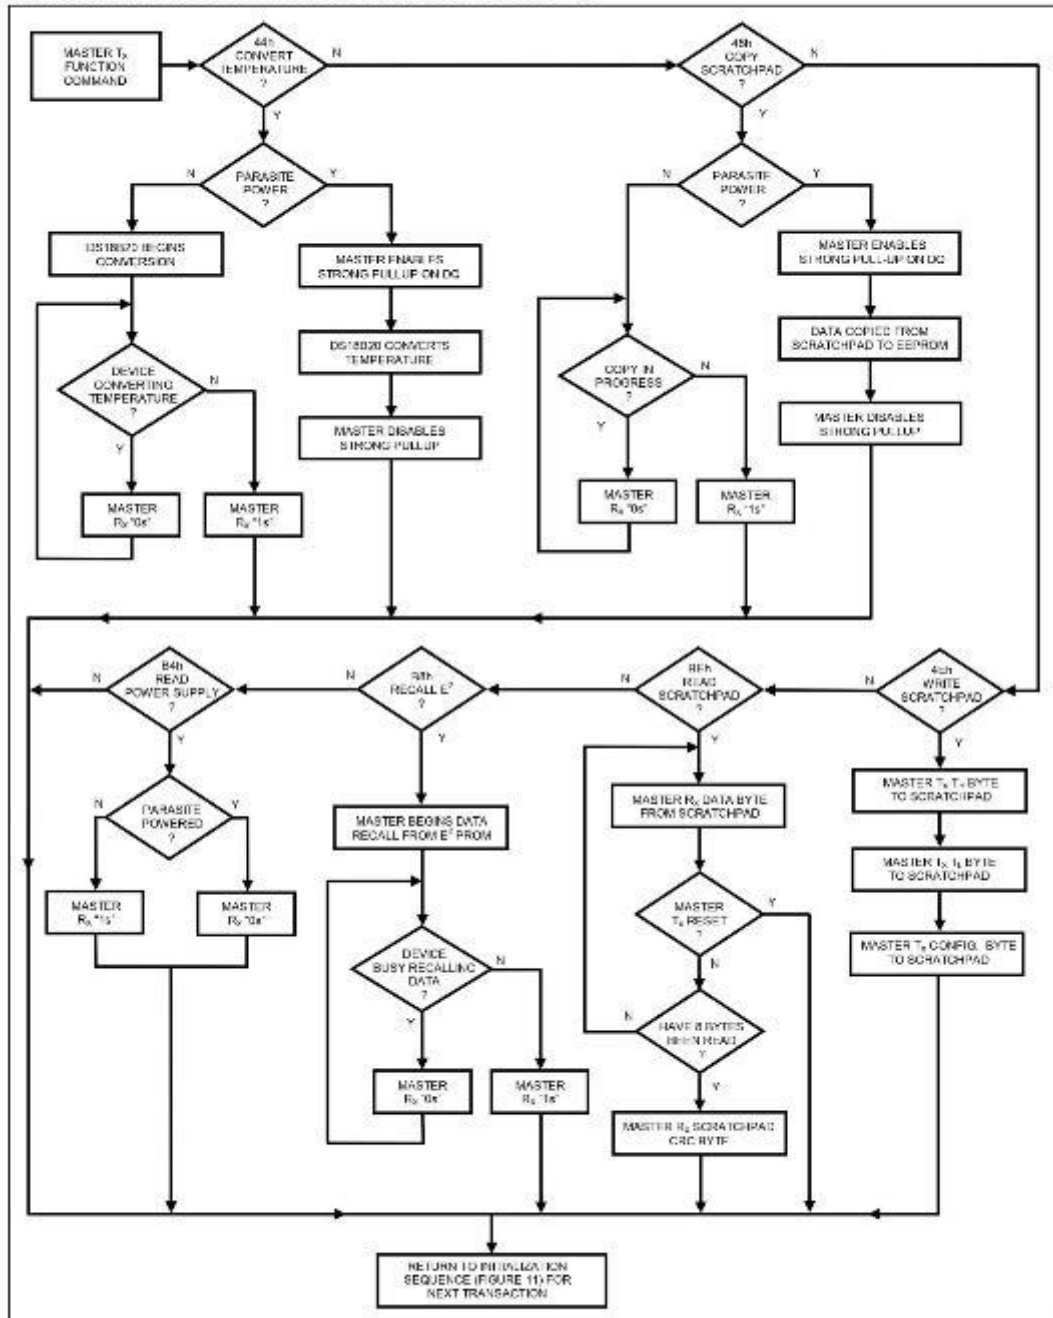 MASTER TX
FUNCTION
COMMAND
44h
CONVERT
TEMPERATURE
?
N
Y
48h
COPY
SCRATCHPAD
?
N
Y
N
PARASITE
POWER
?
Y
N
PARASITE
POWER
?
Y
DS18B20 BEGINS
CONVERSION
MASTER ENABLES
STRONG PULLUP ON DQ
MASTER ENABLES
STRONG PULL-UP ON DQ
DS18B20 CONVERTS
TEMPERATURE
DATA COPIED FROM
SCRATCHPAD TO EEPROM
DEVICE
CONVERTING
TEMPERATURE
?
N
Y
COPY IN
PROGRESS
?
N
Y
MASTER DISABLES
STRONG PULLUP
MASTER DISABLES
STRONG PULLUP
MASTER
RX "0s"
MASTER
RX "1s"
MASTER
RX "0s"
MASTER
RX "1s"
N
B4h
READ
POWER SUPPLY
?
Y
N
B8h
RECALL E2
?
Y
N
BEh
READ
SCRATCHPAD
?
Y
N
4Eh
WRITE
SCRATCHPAD
?
Y
N
PARASITE
POWERED
?
Y
MASTER
RX "1s"
MASTER
RX "0s"
MASTER BEGINS DATA
RECALL FROM E2 PROM
DEVICE
BUSY RECALLING
DATA
?
N
Y
MASTER
RX "0s"
MASTER
RX "1s"
MASTER RX DATA BYTE
FROM SCRATCHPAD
MASTER
TX RESET
?
Y
N
N
HAVE 8 BYTES
BEEN READ
?
Y
MASTER RX SCRATCHPAD
CRC BYTE
MASTER TX TH BYTE
TO SCRATCHPAD
MASTER TX TL BYTE
TO SCRATCHPAD
MASTER TX CONFIG. BYTE
TO SCRATCHPAD
RETURN TO INITIALIZATION
SEQUENCE (FIGURE 11) FOR
NEXT TRANSACTION